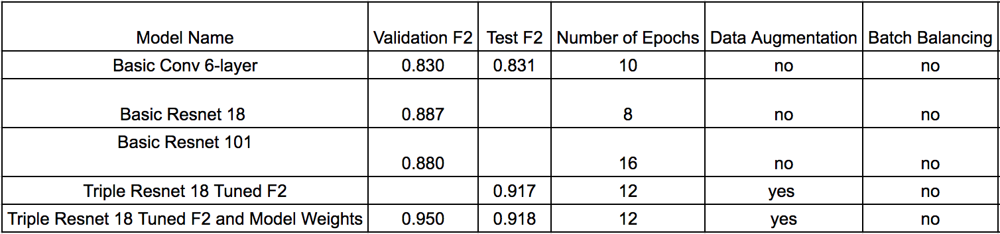 Model Name Validation F2 Test F2 Number of Epochs Data Augmentation Batch Balancing
Basic Conv 6-layer 0.830 0.831 10 no no
Basic Resnet 18 0.887 8 no no
Basic Resnet 101 0.880 16 no no
Triple Resnet 18 Tuned F2 0.917 12 yes no
Triple Resnet 18 Tuned F2 and Model Weights 0.950 0.918 12 yes no